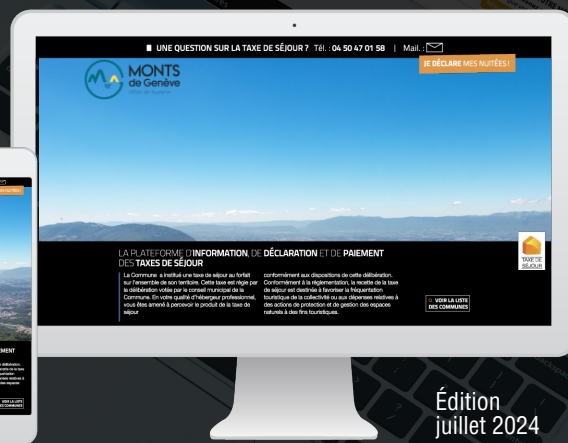 UNE QUESTION SUR LA TAXE DE SÉJOUR ? Tél. : 04 50 47 01 58 | Mail. :
JE DÉCLARE MES NUITÉES !
MONTS
de Genève
LA PLATEFORME D'INFORMATION, DE DÉCLARATION ET DE PAIEMENT
DES TAXES DE SÉJOUR
La Commune a institué une taxe de séjour au forfait
sur l'ensemble de son territoire. Cette taxe est régie par
la délibération votée par le conseil municipal de la
Commune. En votre qualité d'hébergeur professionnel,
vous êtes amené à percevoir le produit de la taxe de
séjour
conformément aux dispositions de cette délibération.
Conformément à la réglementation, la recette de la taxe
de séjour est destinée à favoriser la fréquentation
touristique de la collectivité ou aux dépenses relatives à
des actions de protection et de gestion des espaces
naturels à des fins touristiques.
TAXE DE
SÉJOUR
VOIR LA LISTE
DES COMMUNES
Édition
juillet 2024